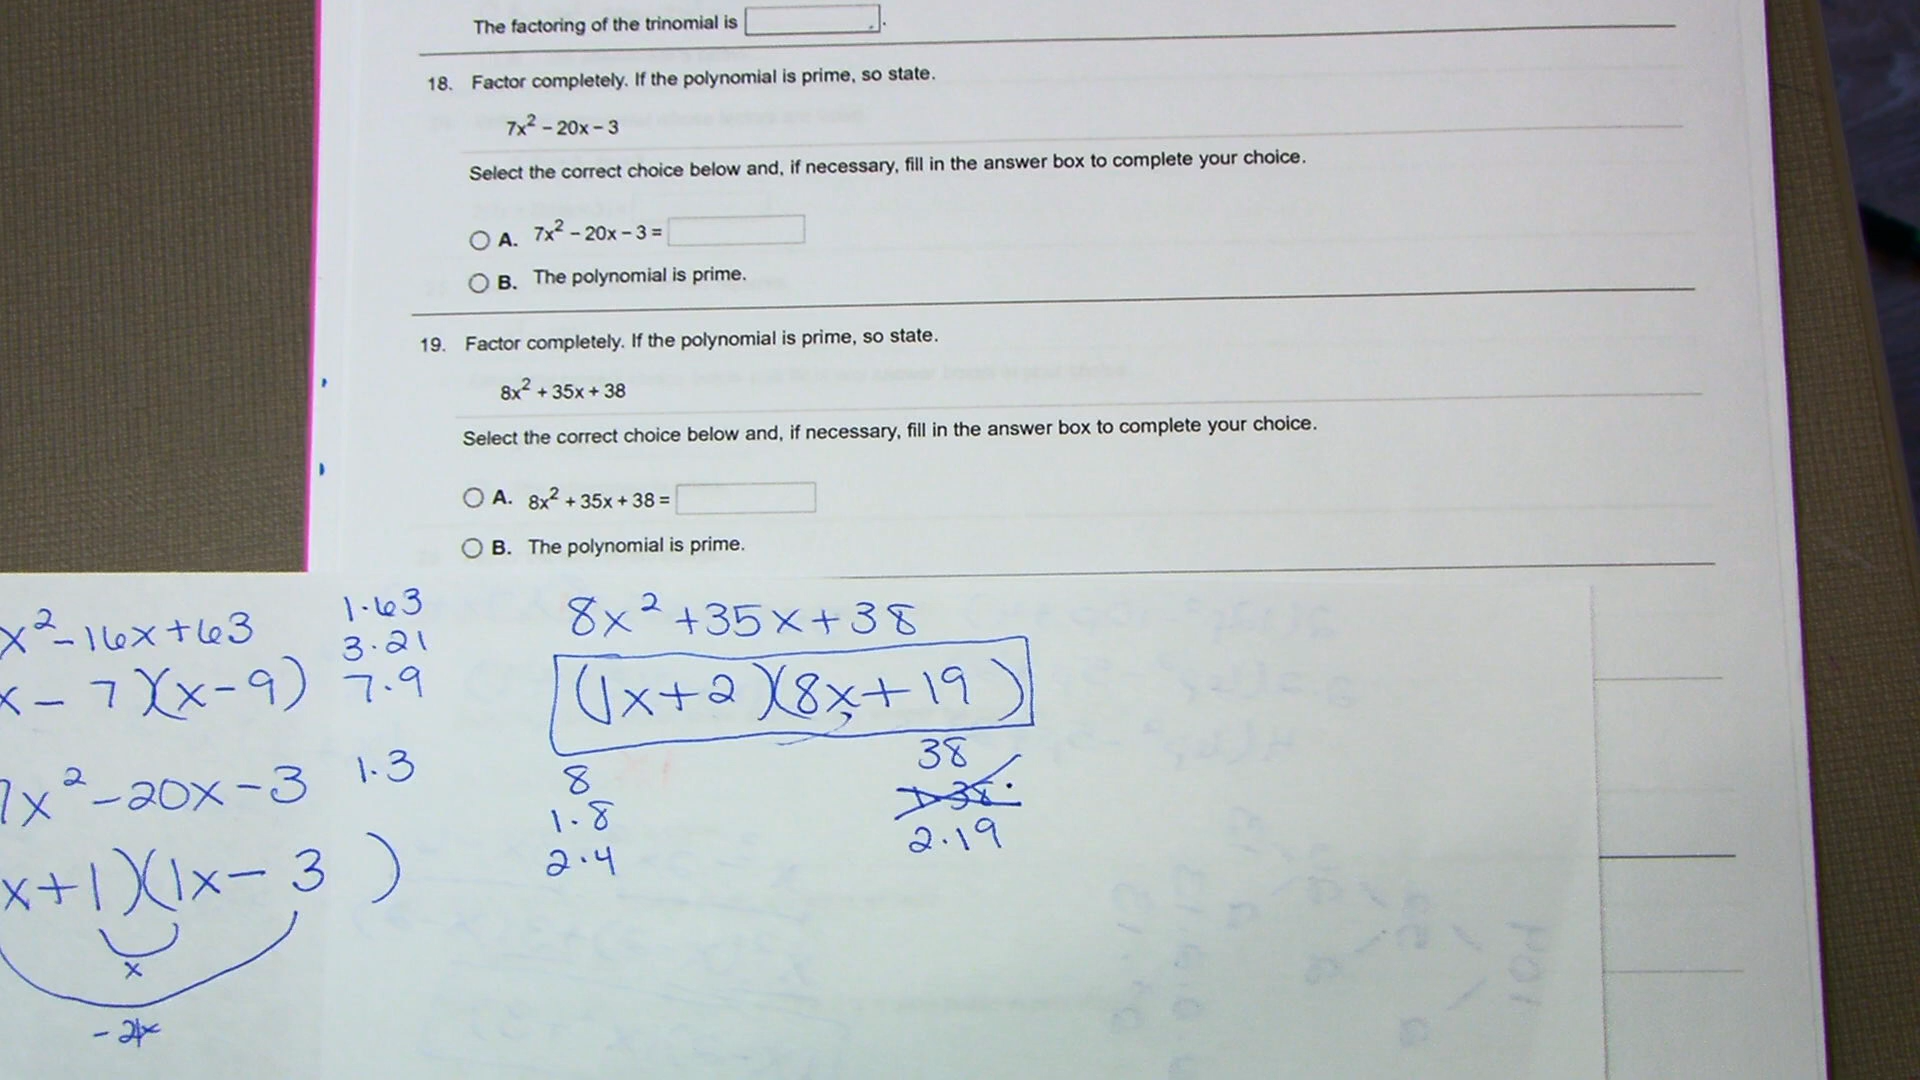 The factoring of the trinomial is .
18. Factor completely. If the polynomial is prime, so state.
7x² − 20x − 3
Select the correct choice below and, if necessary, fill in the answer box to complete your choice.
A. 7x² − 20x − 3 =
B. The polynomial is prime.
19. Factor completely. If the polynomial is prime, so state.
8x² + 35x + 38
Select the correct choice below and, if necessary, fill in the answer box to complete your choice.
A. 8x² + 35x + 38 =
B. The polynomial is prime.
x² − 16x + 63
x − 7)(x − 9)
1·63
3·21
7·9
7x² − 20x − 3
1·3
x + 1)(1x − 3 )
x
8x² + 35x + 38
(1x + 2)(8x + 19)
8
1·8
2·4
38
1·38
2·19